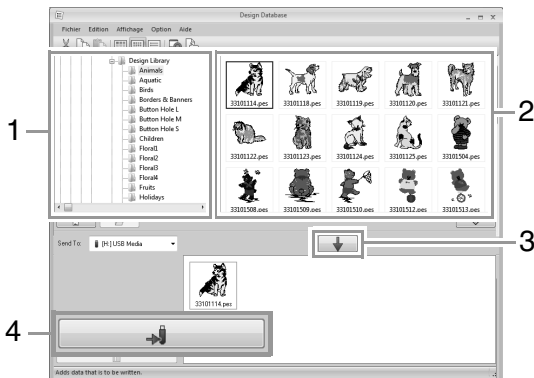 Design Database
Fichier Edition Affichage Option Aide
Design Library
Animals
Aquatic
Birds
Borders & Banners
Button Hole L
Button Hole M
Button Hole S
Children
Floral1
Floral2
Floral3
Floral4
Fruits
Holidays
33101114.pes 33101118.pes 33101119.pes 33101120.pes 33101121.pes
33101122.pes 33101123.pes 33101124.pes 33101125.pes 33101504.pes
33101508.pes 33101509.pes 33101510.pes 33101512.pes 33101513.pes
1
2
3
Send To: [H:] USB Media
33101114.pes
4
Adds data that is to be written.